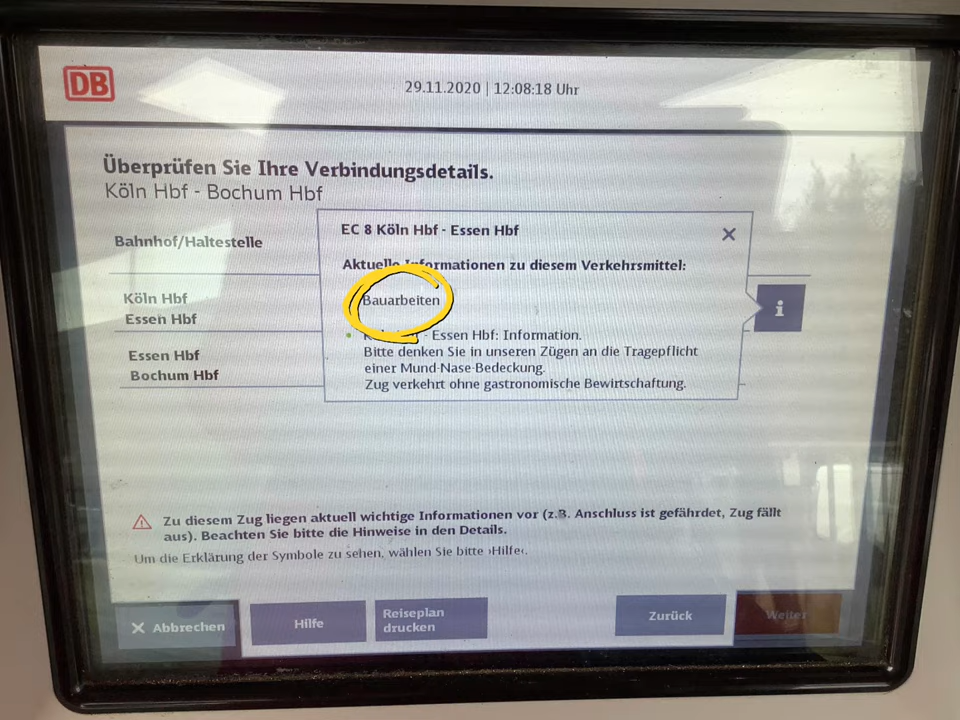 DB
29.11.2020 | 12:08:18 Uhr
Überprüfen Sie Ihre Verbindungsdetails.
Köln Hbf - Bochum Hbf
Bahnhof/Haltestelle
EC 8 Köln Hbf - Essen Hbf
Aktuelle Informationen zu diesem Verkehrsmittel:
Bauarbeiten
- Essen Hbf: Information.
Bitte denken Sie in unseren Zügen an die Tragepflicht
einer Mund-Nase-Bedeckung.
Zug verkehrt ohne gastronomische Bewirtschaftung.
Köln Hbf
Essen Hbf
i
Essen Hbf
Bochum Hbf
Zu diesem Zug liegen aktuell wichtige Informationen vor (z.B. Anschluss ist gefährdet, Zug fällt
aus). Beachten Sie bitte die Hinweise in den Details.
Um die Erklärung der Symbole zu sehen, wählen Sie bitte ›Hilfe‹.
Abbrechen
Hilfe
Reiseplan
drucken
Zurück
Weiter